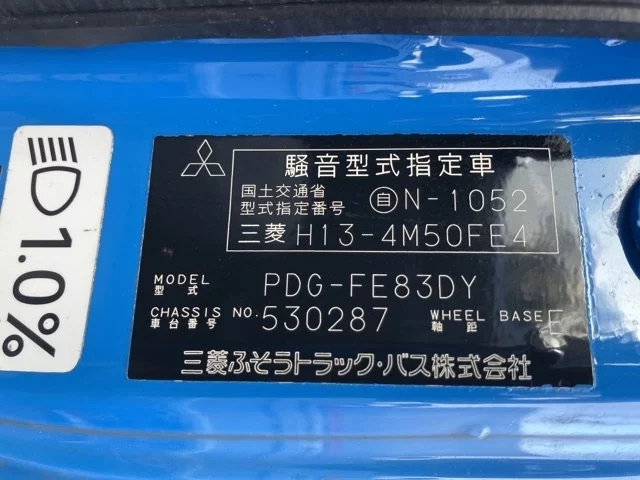 騒音型式指定車
国土交通省
型式指定番号 自N-1052
三菱 H13-4M50FE4
MODEL
型式 PDG-FE83DY
CHASSIS NO.
車台番号 530287 WHEEL BASE
軸距 E
三菱ふそうトラック・バス株式会社
1.0%